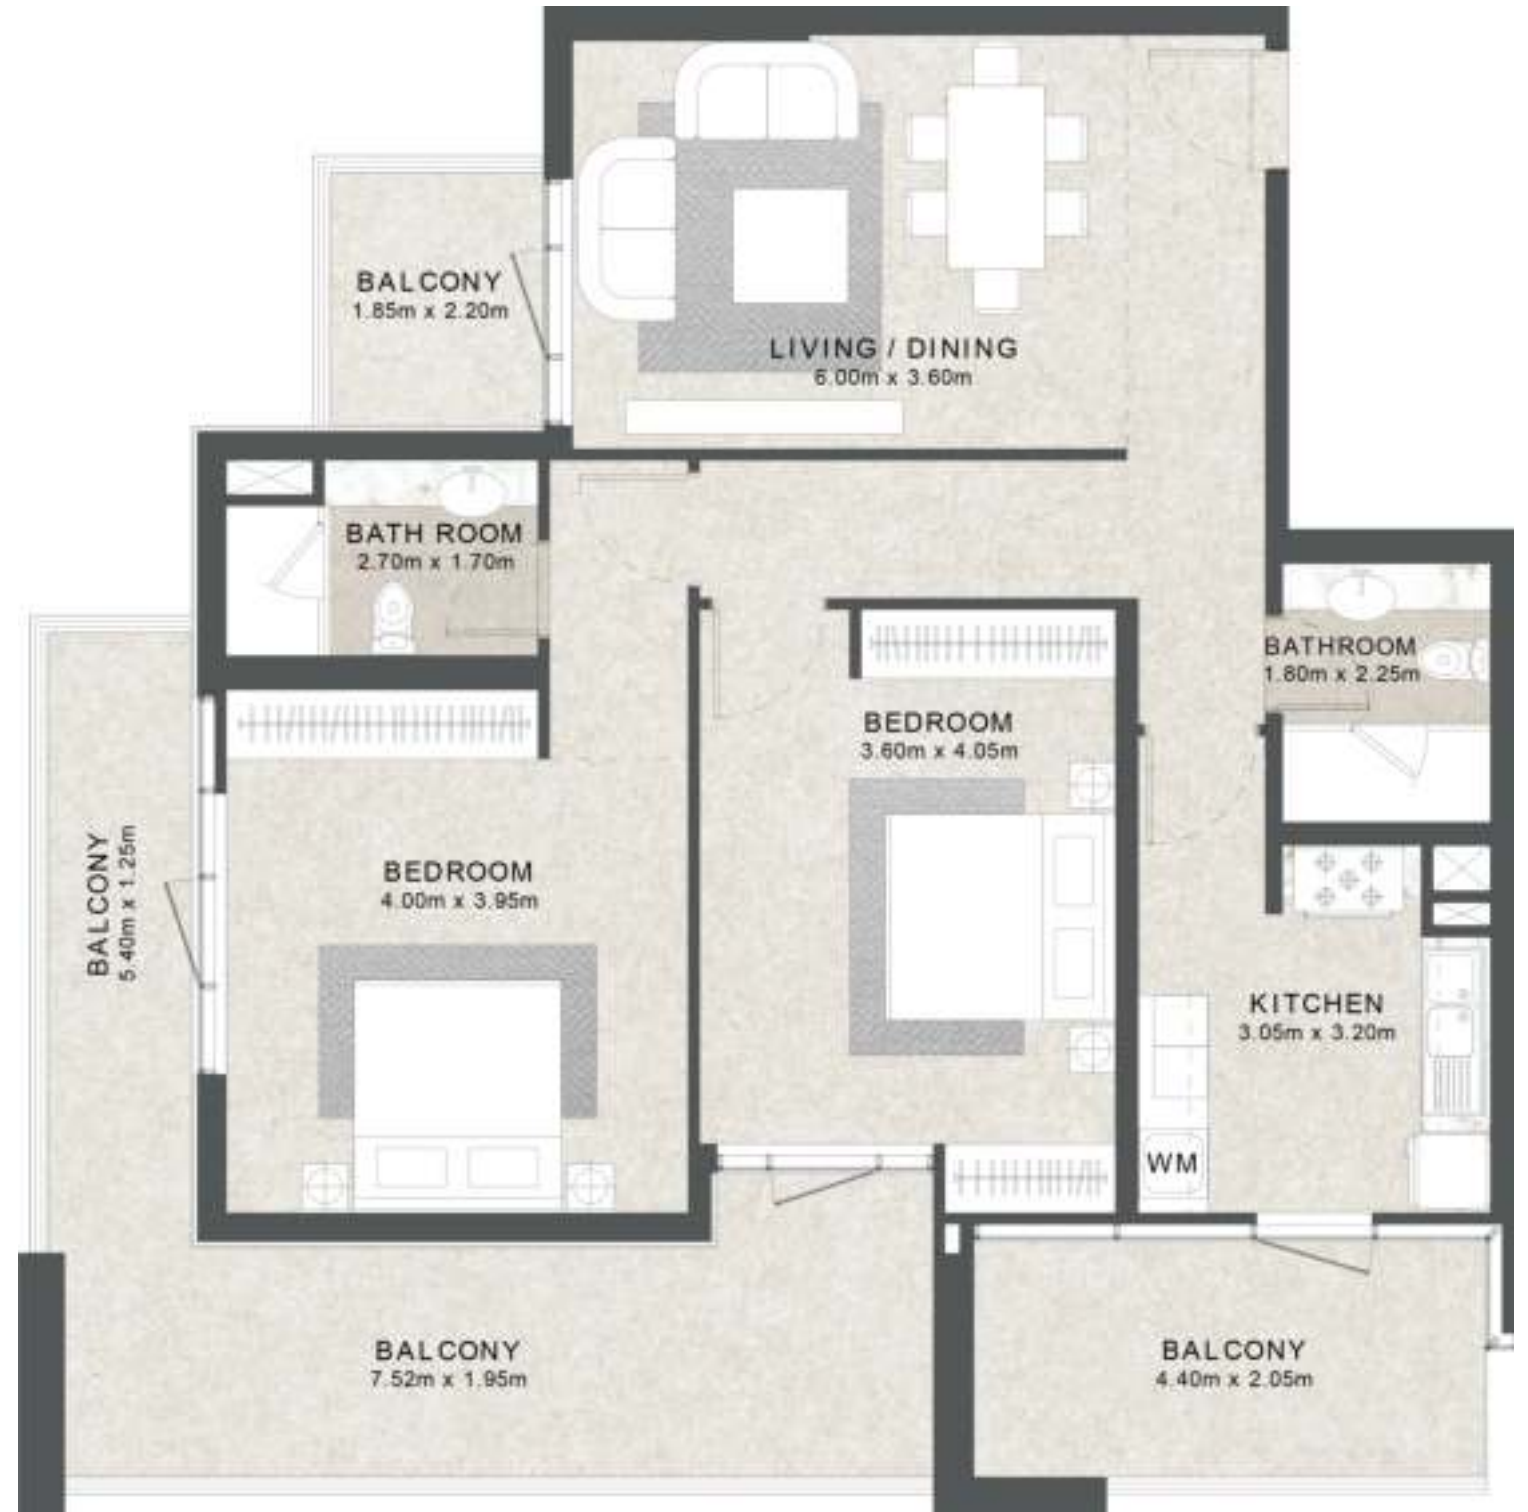 BALCONY
1.85m x 2.20m
LIVING / DINING
6.00m x 3.60m
BATH ROOM
2.70m x 1.70m
BATHROOM
1.80m x 2.25m
BEDROOM
3.60m x 4.05m
BALCONY
5.40m x 1.25m
BEDROOM
4.00m x 3.95m
KITCHEN
3.05m x 3.20m
WM
BALCONY
7.52m x 1.95m
BALCONY
4.40m x 2.05m